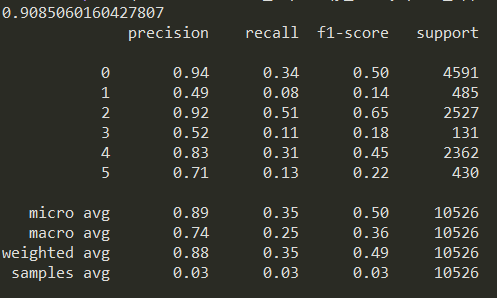 0.9085060160427807
precision recall f1-score support
0 0.94 0.34 0.50 4591
1 0.49 0.08 0.14 485
2 0.92 0.51 0.65 2527
3 0.52 0.11 0.18 131
4 0.83 0.31 0.45 2362
5 0.71 0.13 0.22 430
micro avg 0.89 0.35 0.50 10526
macro avg 0.74 0.25 0.36 10526
weighted avg 0.88 0.35 0.49 10526
samples avg 0.03 0.03 0.03 10526